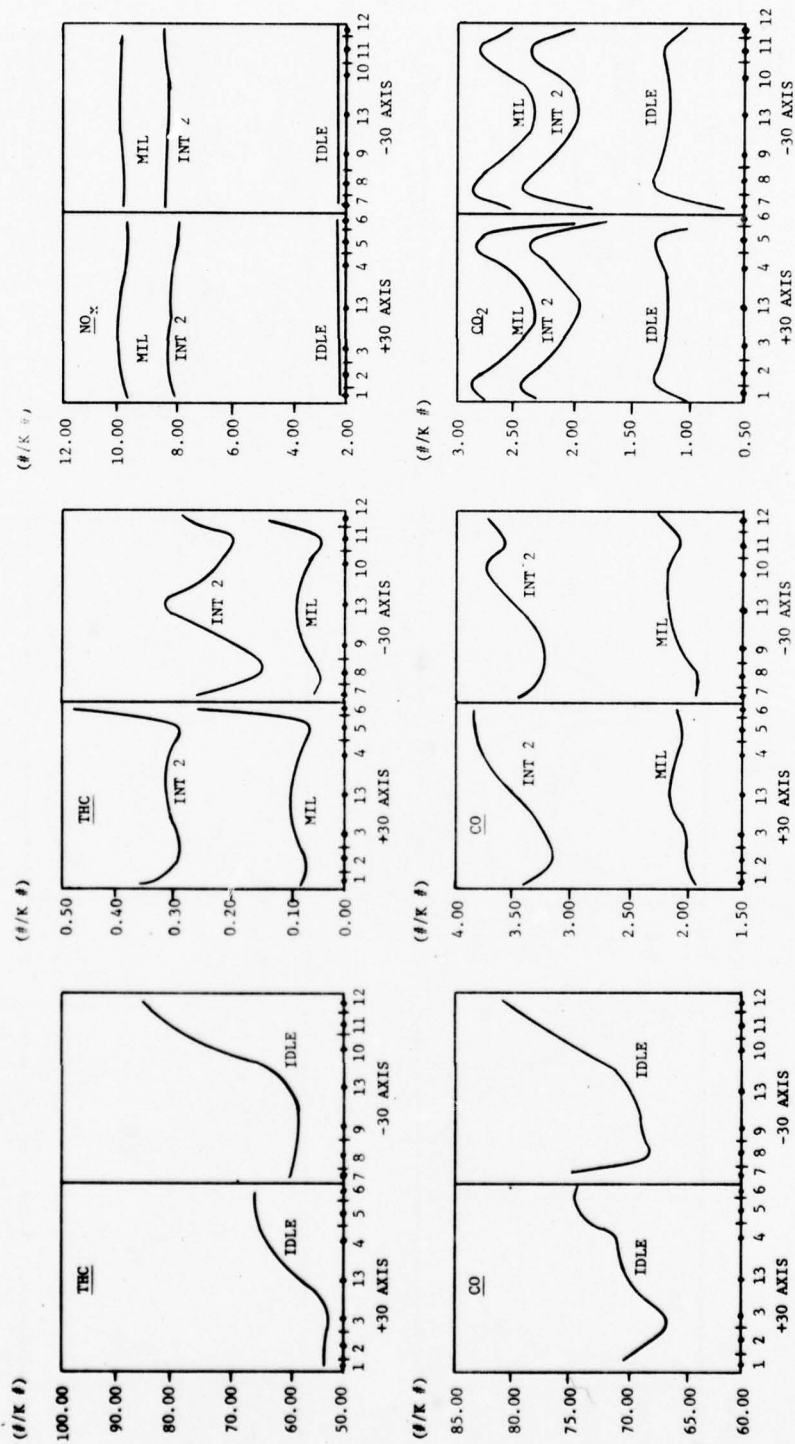 (#/K #)
100.00
90.00
80.00
70.00
60.00
50.00
THC
IDLE
IDLE
1 2 3 13 4 5 6 7 8 9 13 10 11 12
+30 AXIS -30 AXIS
(#/K #)
0.50
0.40
0.30
0.20
0.10
0.00
THC
INT 2
MIL
INT 2
MIL
1 2 3 13 4 5 6 7 8 9 13 10 11 12
+30 AXIS -30 AXIS
(#/K #)
12.00
10.00
8.00
6.00
4.00
2.00
NOx
MIL
INT 2
IDLE
MIL
INT 2
IDLE
1 2 3 13 4 5 6 7 8 9 13 10 11 12
+30 AXIS -30 AXIS
(#/K #)
85.00
80.00
75.00
70.00
65.00
60.00
CO
IDLE
IDLE
1 2 3 13 4 5 6 7 8 9 13 10 11 12
+30 AXIS -30 AXIS
(#/K #)
4.00
3.50
3.00
2.50
2.00
1.50
CO
INT 2
MIL
INT 2
MIL
1 2 3 13 4 5 6 7 8 9 13 10 11 12
+30 AXIS -30 AXIS
(#/K #)
3.00
2.50
2.00
1.50
1.00
0.50
CO2
MIL
INT 2
IDLE
MIL
INT 2
IDLE
1 2 3 13 4 5 6 7 8 9 13 10 11 12
+30 AXIS -30 AXIS